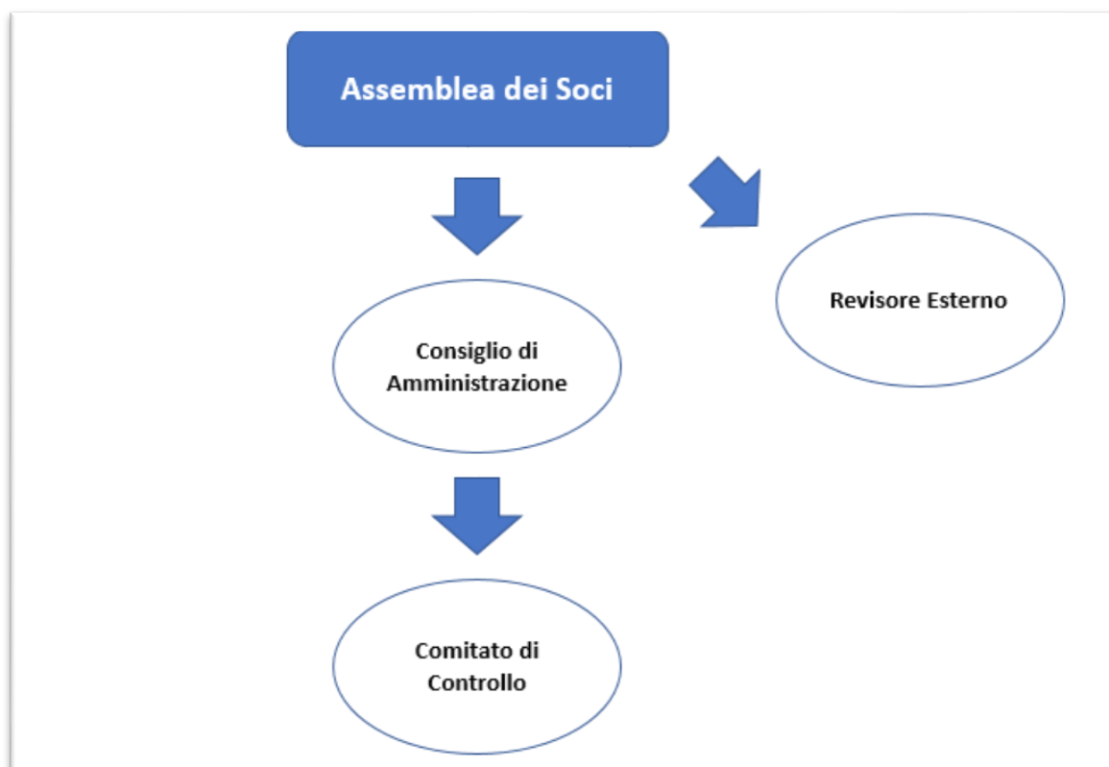 Assemblea dei Soci
Revisore Esterno
Consiglio di
Amministrazione
Comitato di
Controllo